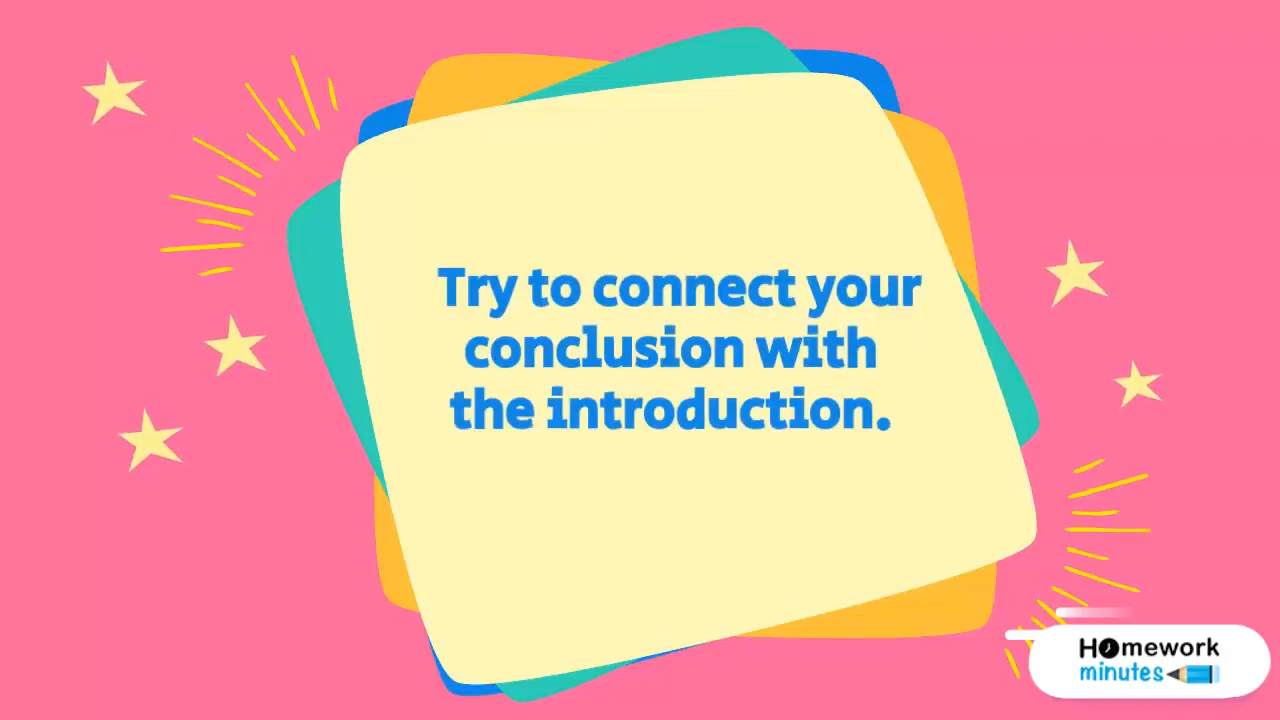 Try to connect your
conclusion with
the introduction.
Homework
minutes